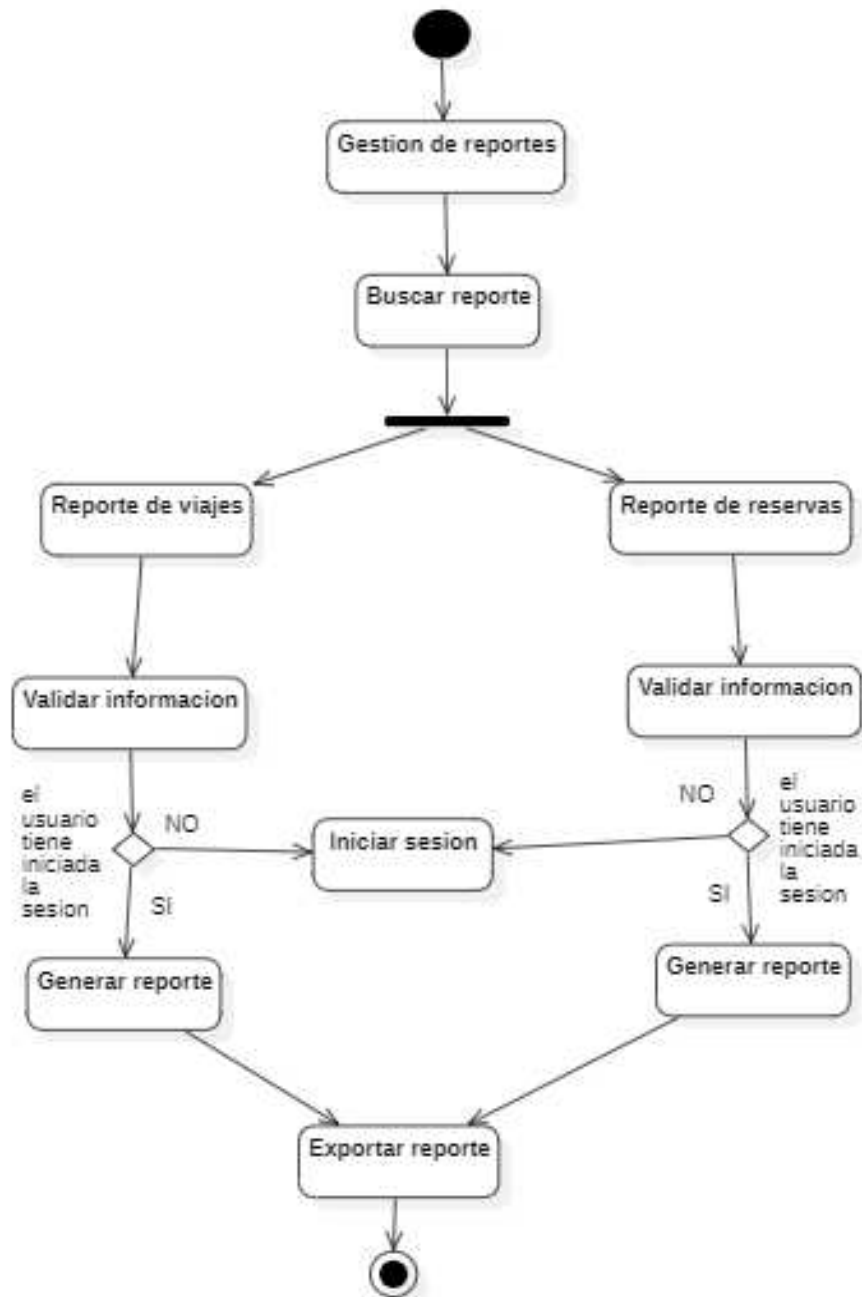 Gestion de reportes
Buscar reporte
Reporte de viajes
Reporte de reservas
Validar informacion
Validar informacion
el
usuario
tiene
iniciada
la
sesion
NO
Iniciar sesion
NO
el
usuario
tiene
iniciada
la
sesion
SI
SI
Generar reporte
Generar reporte
Exportar reporte